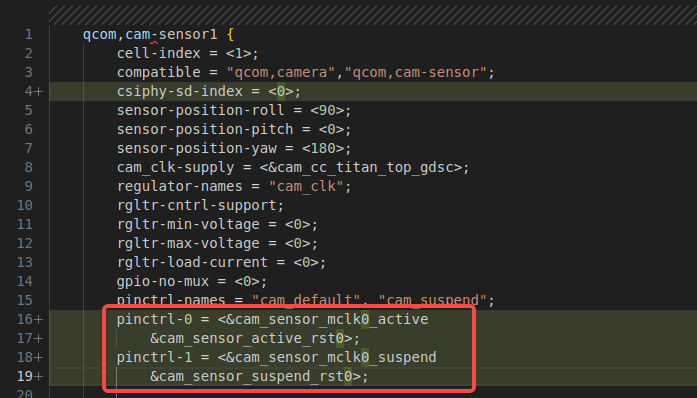 1 qcom,cam-sensor1 {
2 cell-index = <1>;
3 compatible = "qcom,camera","qcom,cam-sensor";
4+ csiphy-sd-index = <0>;
5 sensor-position-roll = <90>;
6 sensor-position-pitch = <0>;
7 sensor-position-yaw = <180>;
8 cam_clk-supply = <&cam_cc_titan_top_gdsc>;
9 regulator-names = "cam_clk";
10 rgltr-cntrl-support;
11 rgltr-min-voltage = <0>;
12 rgltr-max-voltage = <0>;
13 rgltr-load-current = <0>;
14 gpio-no-mux = <0>;
15 pinctrl-names = "cam_default", "cam_suspend";
16+ pinctrl-0 = <&cam_sensor_mclk0_active
17+ &cam_sensor_active_rst0>;
18+ pinctrl-1 = <&cam_sensor_mclk0_suspend
19+ &cam_sensor_suspend_rst0>;
20